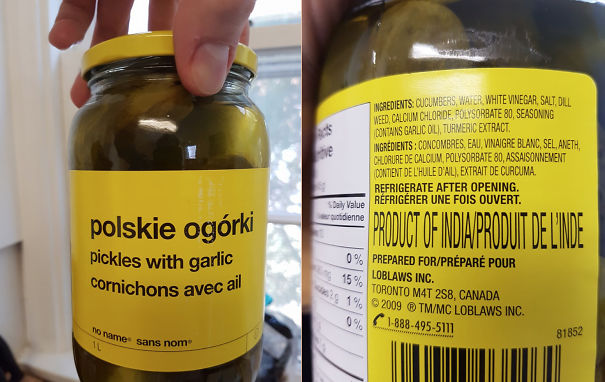 polskie ogórki
pickles with garlic
cornichons avec ail
no name® sans nom®
1 L
INGREDIENTS: CUCUMBERS, WATER, WHITE VINEGAR, SALT, DILL
WEED, CALCIUM CHLORIDE, POLYSORBATE 80, SEASONING
(CONTAINS GARLIC OIL), TURMERIC EXTRACT.
INGRÉDIENTS : CONCOMBRES, EAU, VINAIGRE BLANC, SEL, ANETH,
CHLORURE DE CALCIUM, POLYSORBATE 80, ASSAISONNEMENT
(CONTIENT DE L'HUILE D'AIL), EXTRAIT DE CURCUMA.
REFRIGERATE AFTER OPENING.
RÉFRIGÉRER UNE FOIS OUVERT.
PRODUCT OF INDIA/PRODUIT DE L'INDE
PREPARED FOR/PRÉPARÉ POUR
LOBLAWS INC.
TORONTO M4T 2S8, CANADA
© 2009 ® TM/MC LOBLAWS INC.
1-888-495-5111
81852
% Daily Value
quotidienne
0 %
15 %
1 %
0 %